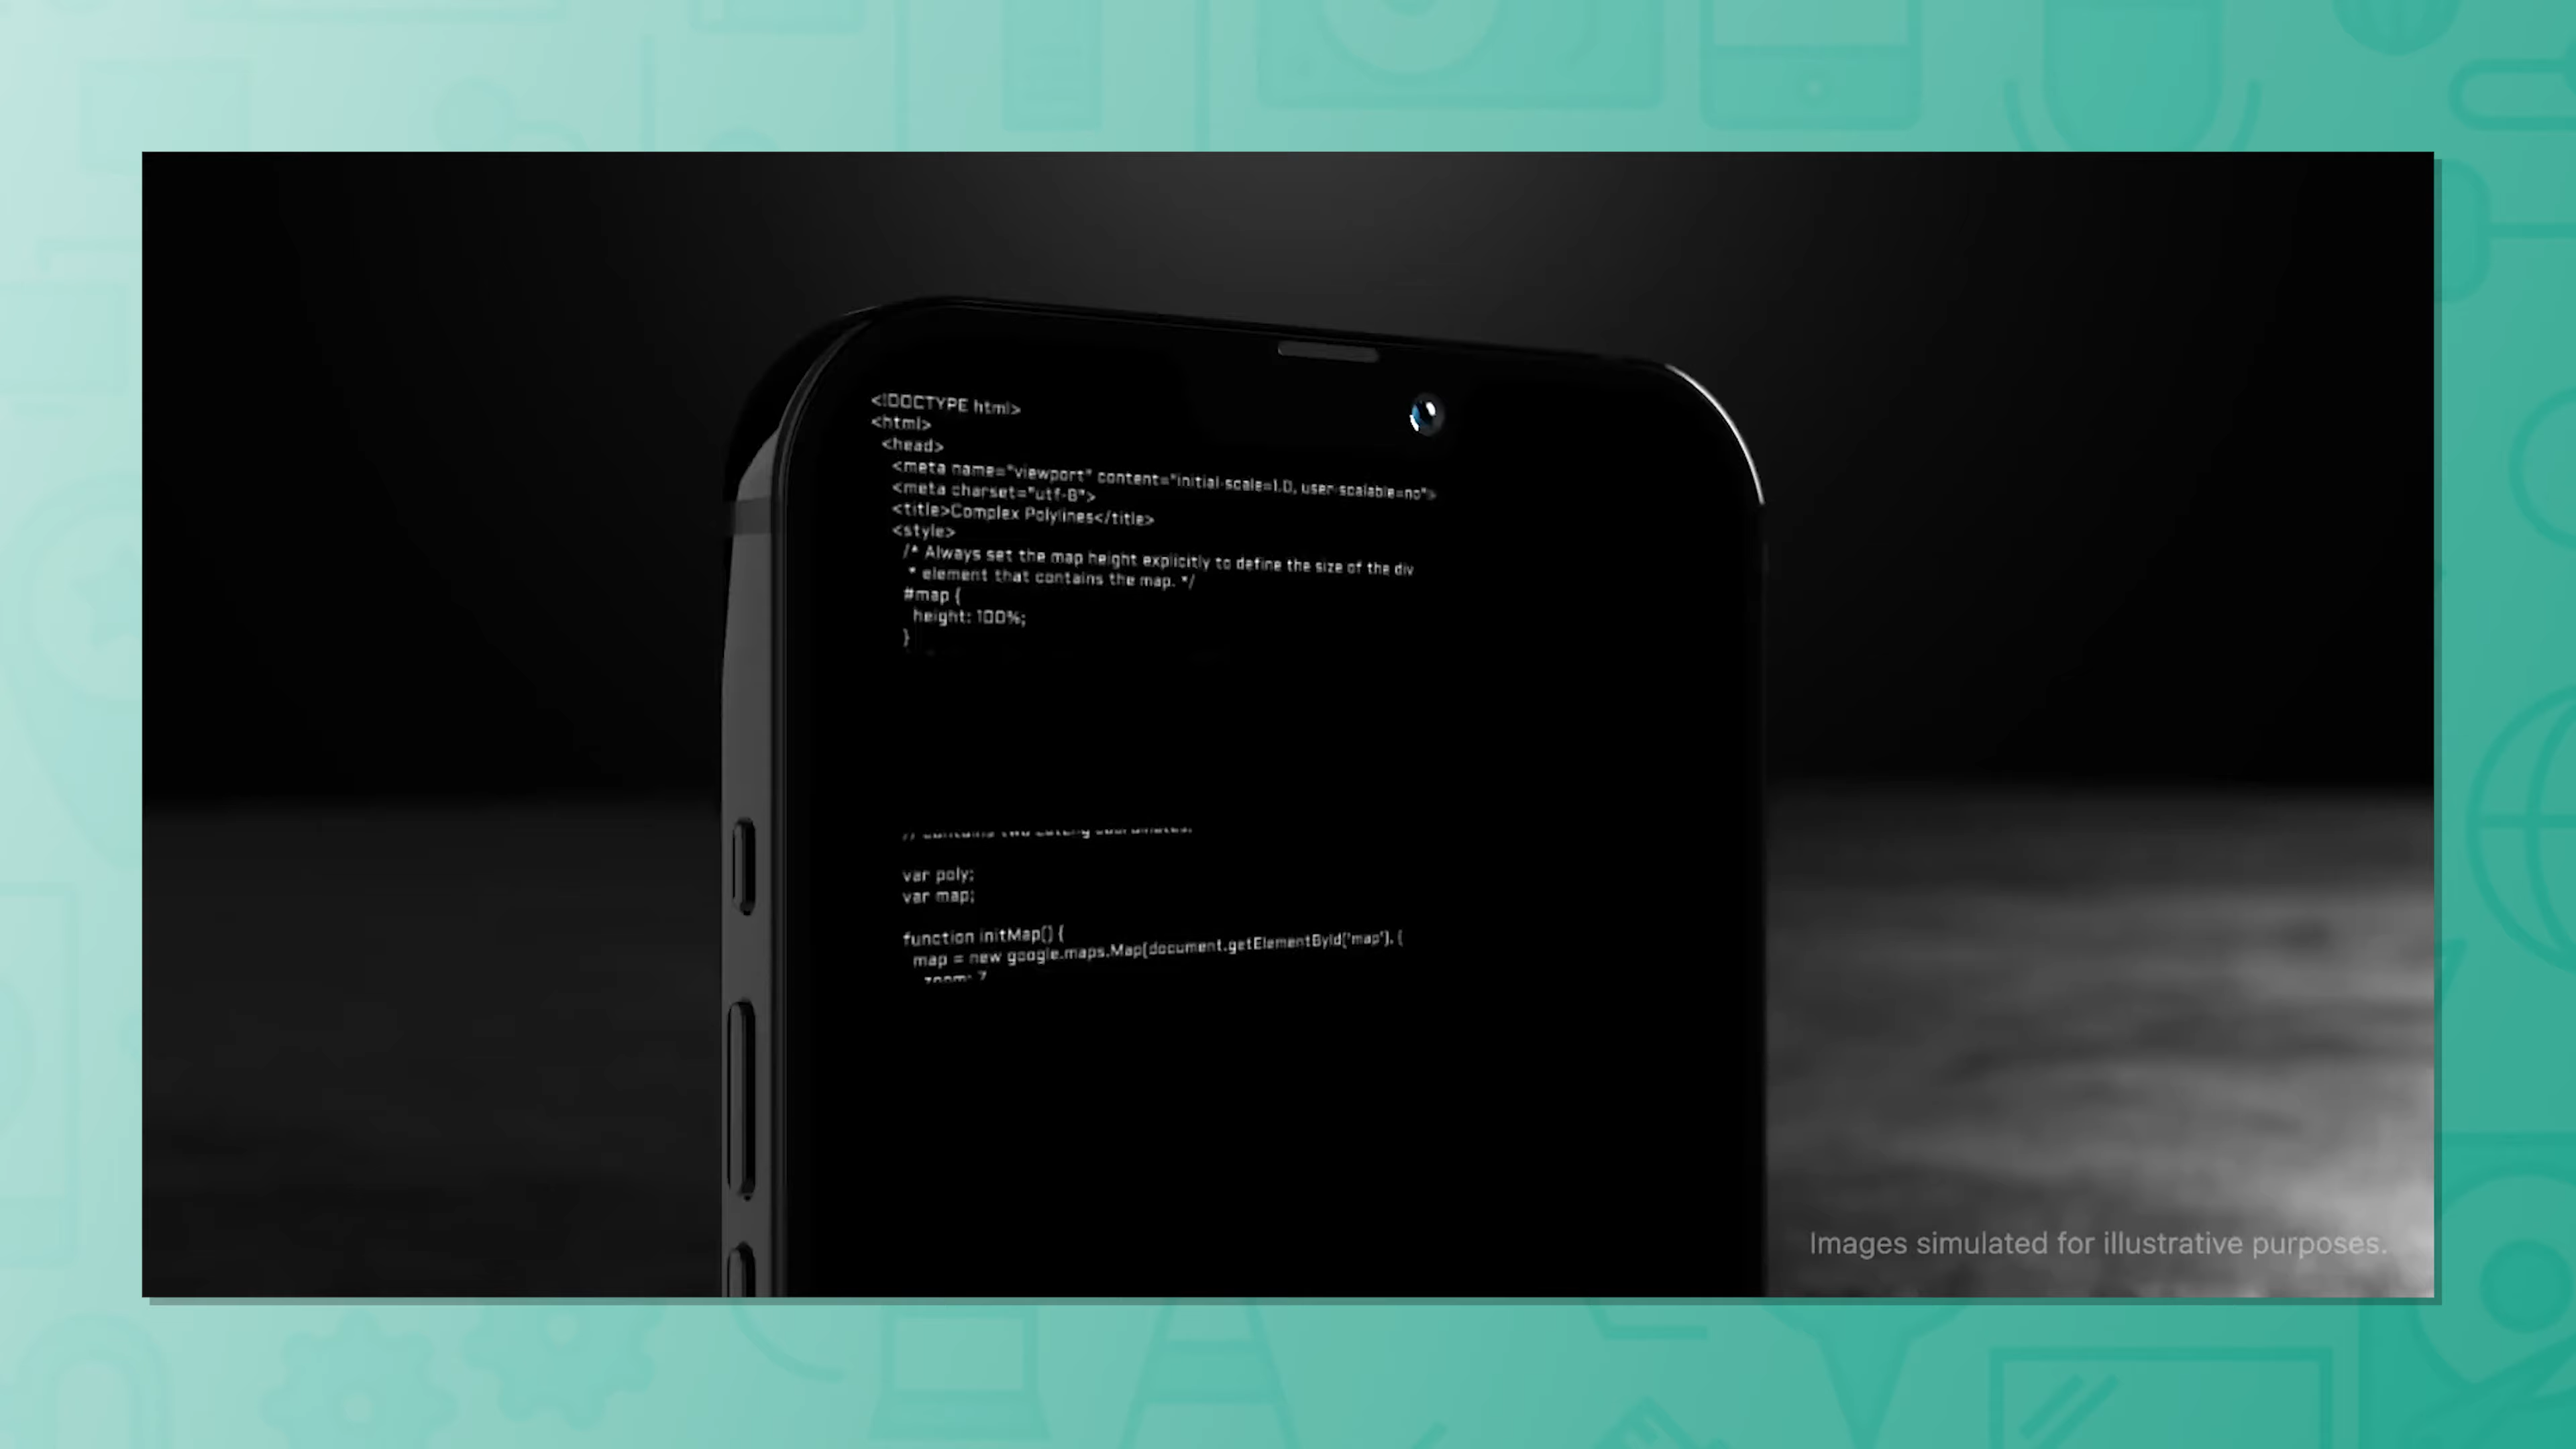 <!DOCTYPE html>
<html>
<head>
<meta name="viewport" content="initial-scale=1.0, user-scalable=no">
<meta charset="utf-8">
<title>Complex Polylines</title>
<style>
/* Always set the map height explicitly to define the size of the div
* element that contains the map. */
#map {
height: 100%;
}
var poly;
var map;
function initMap() {
map = new google.maps.Map(document.getElementById('map'), {
zoom: 7
Images simulated for illustrative purposes.